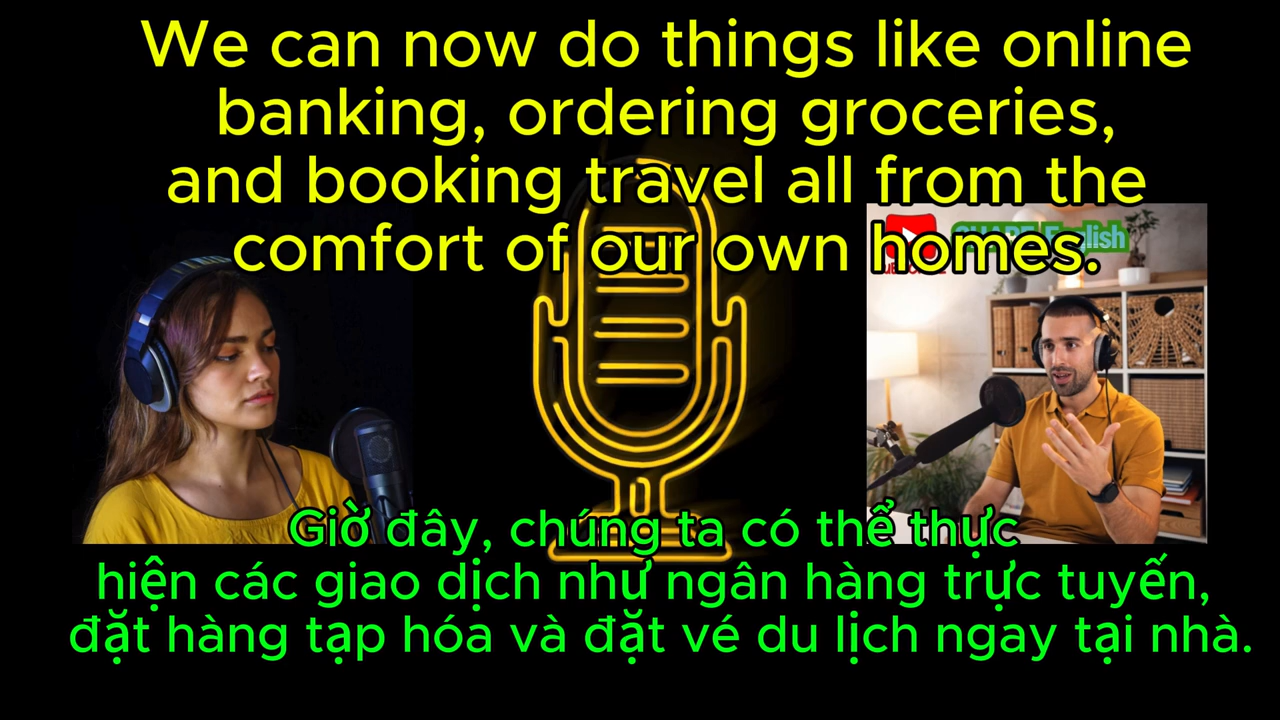 We can now do things like online
banking, ordering groceries,
and booking travel all from the
comfort of our own homes.
Giờ đây, chúng ta có thể thực
hiện các giao dịch như ngân hàng trực tuyến,
đặt hàng tạp hóa và đặt vé du lịch ngay tại nhà.